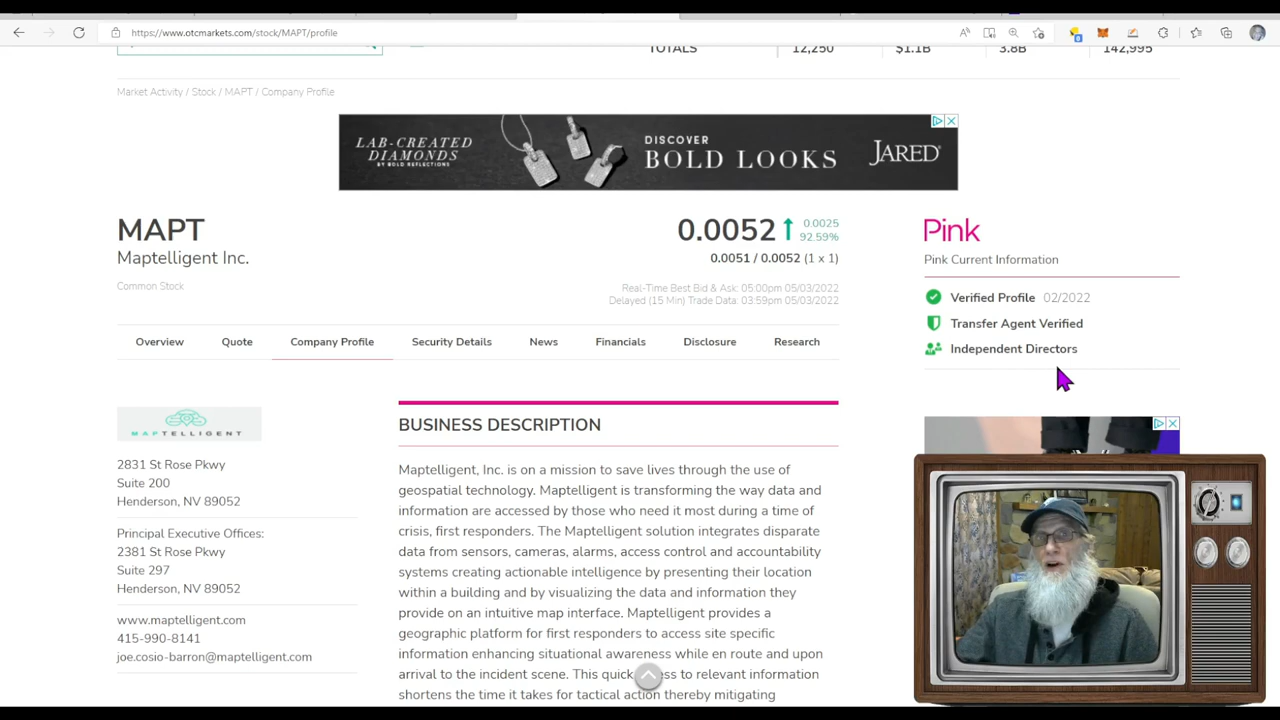 https://www.otcmarkets.com/stock/MAPT/profile
TOTALS 12,250 $1.1B 3.8B 142,995
Market Activity / Stock / MAPT / Company Profile
LAB-CREATED
DIAMONDS
BY BOLD REFLECTIONS
DISCOVER
BOLD LOOKS
JARED
MAPT
Maptelligent Inc.
Common Stock
0.0052 0.0025
92.59%
0.0051 / 0.0052 (1 x 1)
Real-Time Best Bid & Ask: 05:00pm 05/03/2022
Delayed (15 Min) Trade Data: 03:59pm 05/03/2022
Pink
Pink Current Information
Verified Profile 02/2022
Transfer Agent Verified
Independent Directors
Overview Quote Company Profile Security Details News Financials Disclosure Research
MAPTELLIGENT
2831 St Rose Pkwy
Suite 200
Henderson, NV 89052
Principal Executive Offices:
2381 St Rose Pkwy
Suite 297
Henderson, NV 89052
www.maptelligent.com
415-990-8141
joe.cosio-barron@maptelligent.com
BUSINESS DESCRIPTION
Maptelligent, Inc. is on a mission to save lives through the use of
geospatial technology. Maptelligent is transforming the way data and
information are accessed by those who need it most during a time of
crisis, first responders. The Maptelligent solution integrates disparate
data from sensors, cameras, alarms, access control and accountability
systems creating actionable intelligence by presenting their location
within a building and by visualizing the data and information they
provide on an intuitive map interface. Maptelligent provides a
geographic platform for first responders to access site specific
information enhancing situational awareness while en route and upon
arrival to the incident scene. This quick ss to relevant information
shortens the time it takes for tactical action thereby mitigating